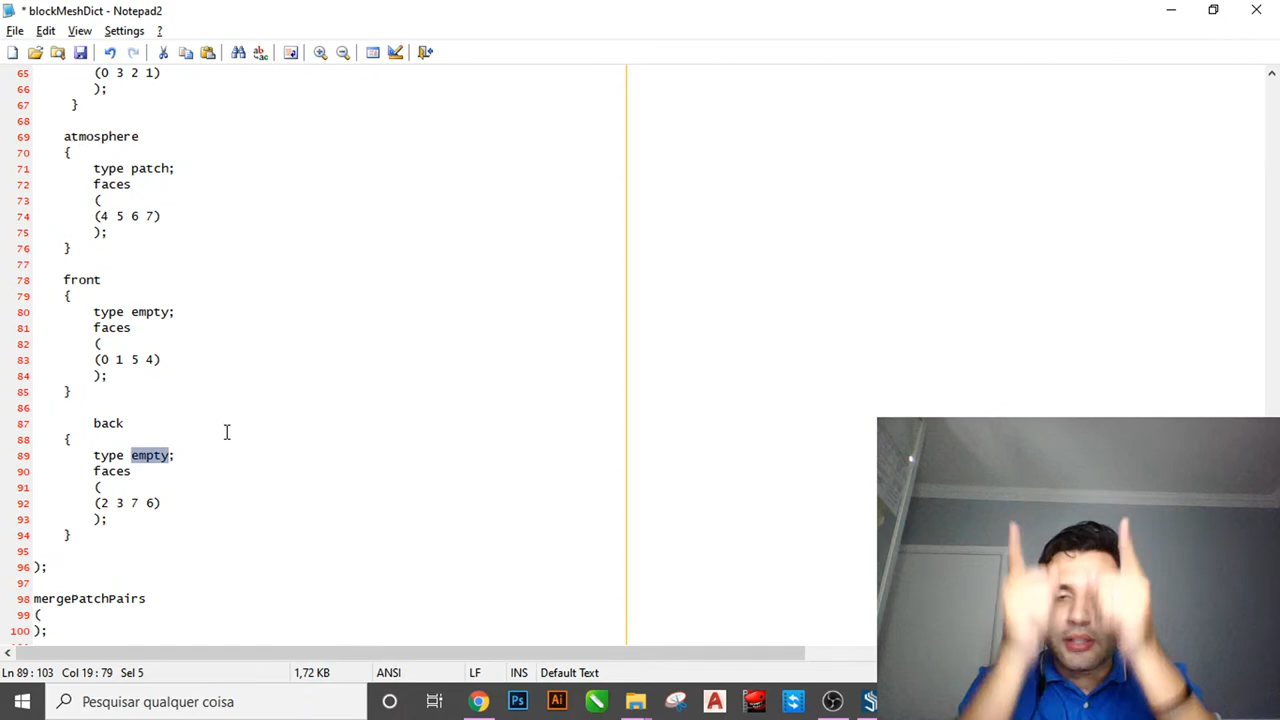 * blockMeshDict - Notepad2
File Edit View Settings ?
65 (0 3 2 1)
66 );
67 }
68
69 atmosphere
70 {
71 type patch;
72 faces
73 (
74 (4 5 6 7)
75 );
76 }
77
78 front
79 {
80 type empty;
81 faces
82 (
83 (0 1 5 4)
84 );
85 }
86
87 back
88 {
89 type empty;
90 faces
91 (
92 (2 3 7 6)
93 );
94 }
95
96 );
97
98 mergePatchPairs
99 (
100 );
Ln 89 : 103 Col 19 : 79 Sel 5 1,72 KB ANSI LF INS Default Text
Pesquisar qualquer coisa